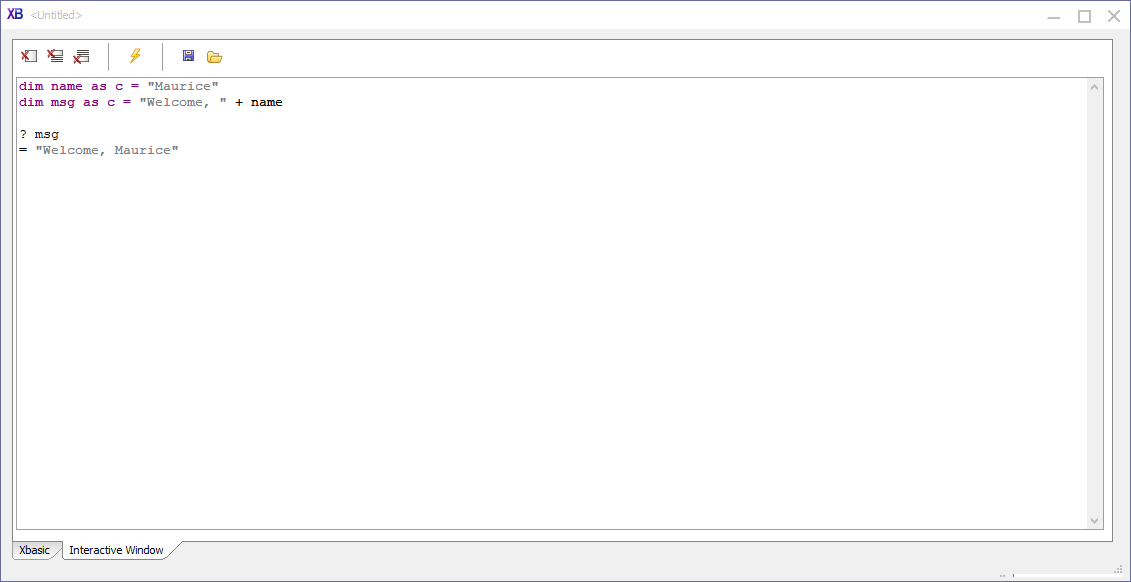 XB <Untitled>
dim name as c = "Maurice"
dim msg as c = "Welcome, " + name
? msg
= "Welcome, Maurice"
Xbasic Interactive Window